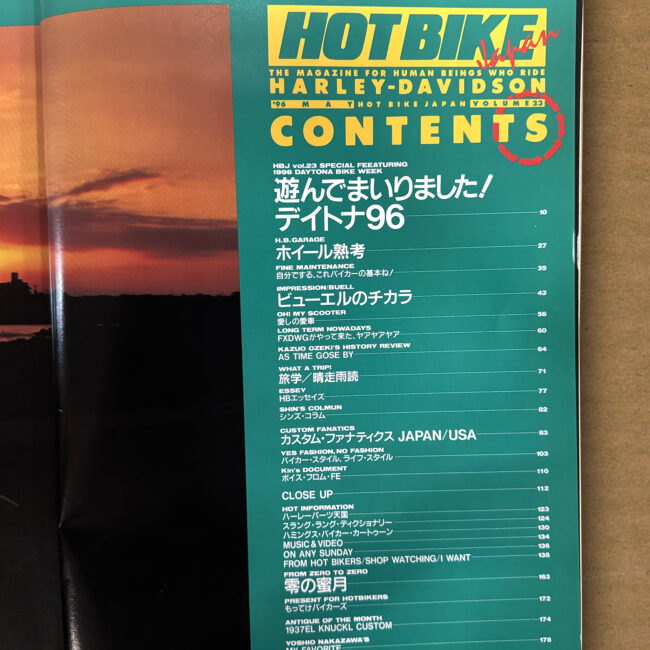 HOT BIKE
Japan
THE MAGAZINE FOR HUMAN BEINGS WHO RIDE
HARLEY-DAVIDSON
'96 MAY HOT BIKE JAPAN VOLUME 23
CONTENTS
HBJ vol.23 SPECIAL FEEATURING
1996 DAYTONA BIKE WEEK
遊んでまいりました!
デイトナ96 10
H.B.GARAGE
ホイール熟考 27
FINE MAINTENANCE
自分でする、これバイカーの基本ね! 35
IMPRESSION/BUELL
ビューエルのチカラ 43
OH! MY SCOOTER
愛しの愛車 56
LONG TERM NOWADAYS
FXDWGがやって来た、ヤアヤアヤア 60
KAZUO OZEKI'S HISTORY REVIEW
AS TIME GOSE BY 64
WHAT A TRIP!
旅学/晴走雨読 71
ESSEY
HBエッセイズ 77
SHIN'S COLMUN
シンズ・コラム 82
CUSTOM FANATICS
カスタム・ファナティクス JAPAN/USA 83
YES FASHION, NO FASHION
バイカー・スタイル、ライフ・スタイル 103
Kin's DOCUMENT
ボイス・フロム・FE 110
CLOSE UP 112
HOT INFORMATION
ハーレーパーツ天国 123
スラング・ラング・ディクショナリー 124
ハミングス・バイカー・カートゥーン 130
MUSIC & VIDEO 134
ON ANY SUNDAY 136
FROM HOT BIKERS/SHOP WATCHING/I WANT 138
FROM ZERO TO ZERO
零の蜜月 163
PRESENT FOR HOTBIKERS
もってけバイカーズ 172
ANTIQUE OF THE MONTH
1937EL KNUCKL CUSTOM 174
YOSHIO NAKAZAWA'S
MY FAVORITE 178